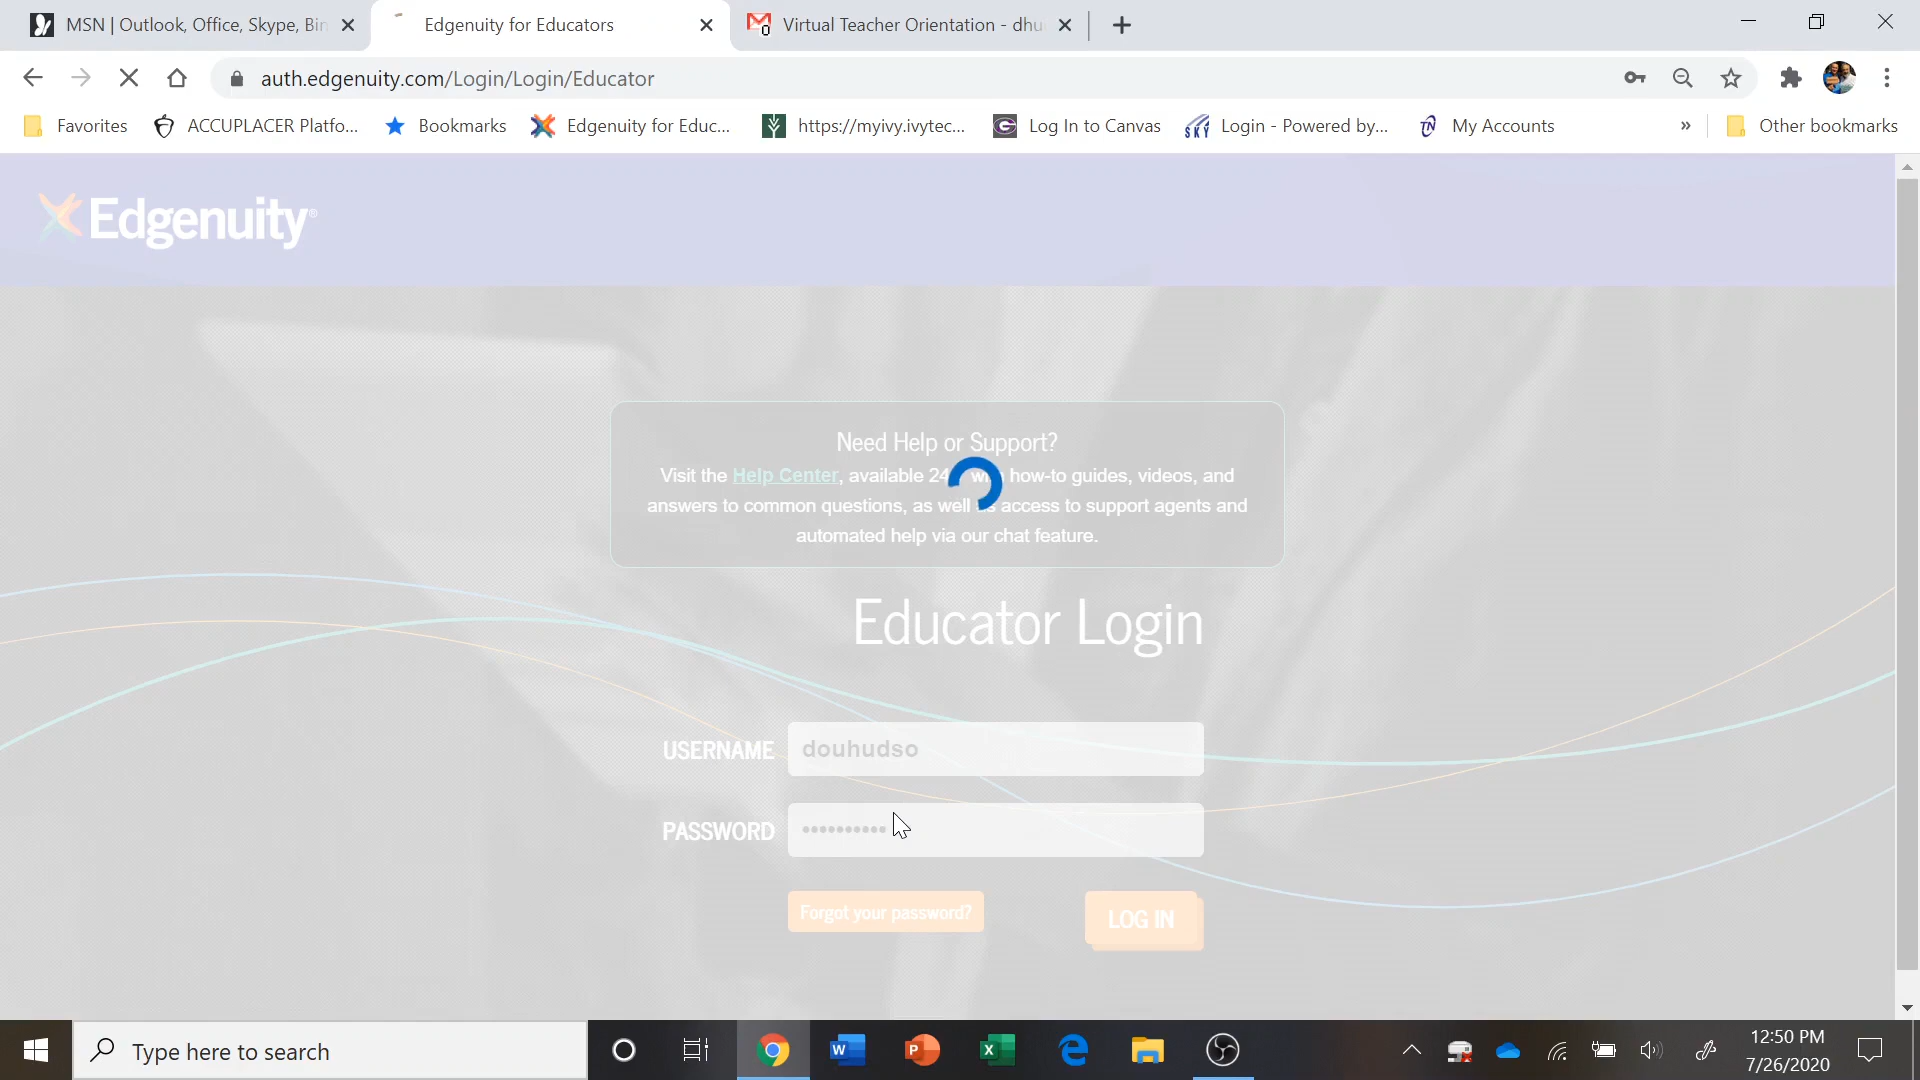 MSN | Outlook, Office, Skype, Bin
Edgenuity for Educators
Virtual Teacher Orientation - dhu
auth.edgenuity.com/Login/Login/Educator
Favorites
ACCUPLACER Platfo...
Bookmarks
Edgenuity for Educ...
https://myivy.ivytec...
Log In to Canvas
Login - Powered by...
My Accounts
»
Other bookmarks
Edgenuity®
Need Help or Support?
Visit the Help Center, available 24 with how-to guides, videos, and
answers to common questions, as well as access to support agents and
automated help via our chat feature.
Educator Login
USERNAME douhudso
PASSWORD ••••••••••
Forgot your password?
LOG IN
Type here to search
12:50 PM
7/26/2020